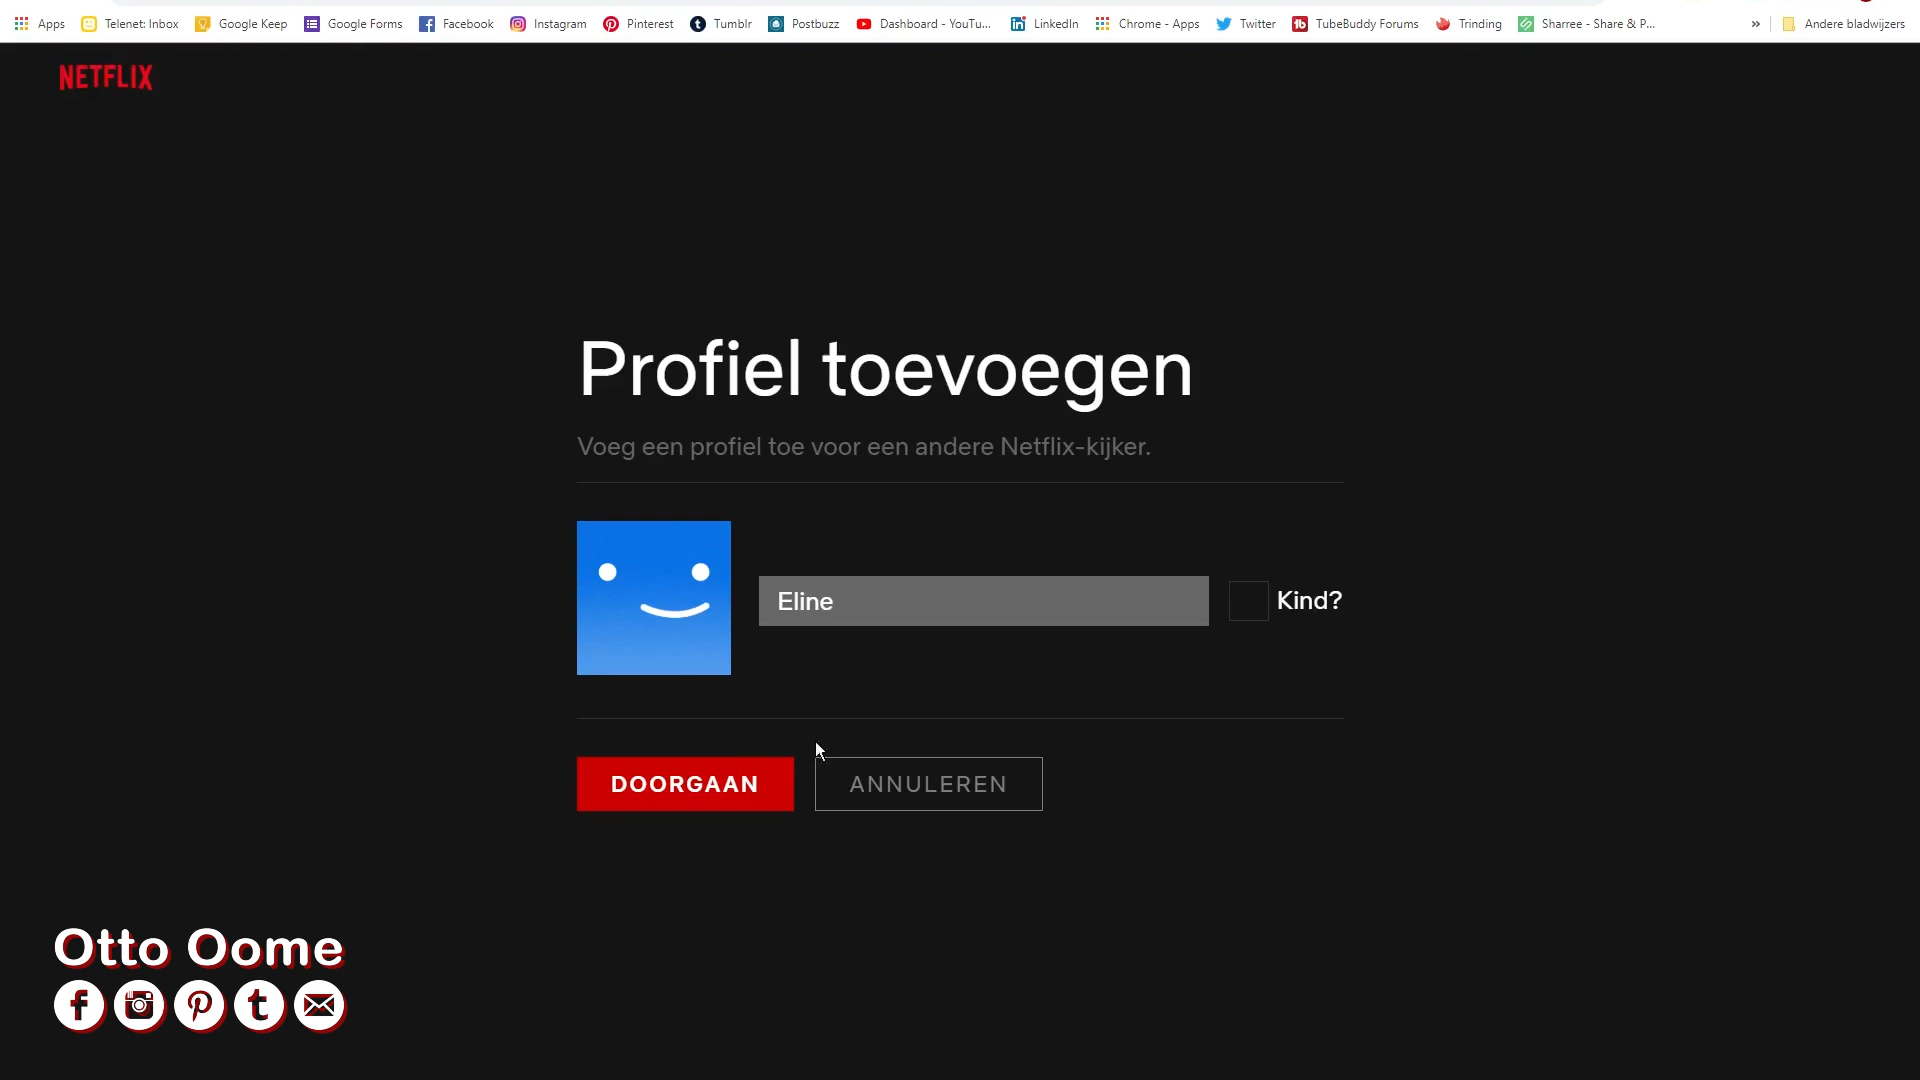 Apps Telenet: Inbox Google Keep Google Forms Facebook Instagram Pinterest Tumblr Postbuzz Dashboard - YouTu... LinkedIn Chrome - Apps Twitter TubeBuddy Forums Trinding Sharree - Share & P... » Andere bladwijzers
NETFLIX
Profiel toevoegen
Voeg een profiel toe voor een andere Netflix-kijker.
Eline Kind?
DOORGAAN ANNULEREN
Otto Oome